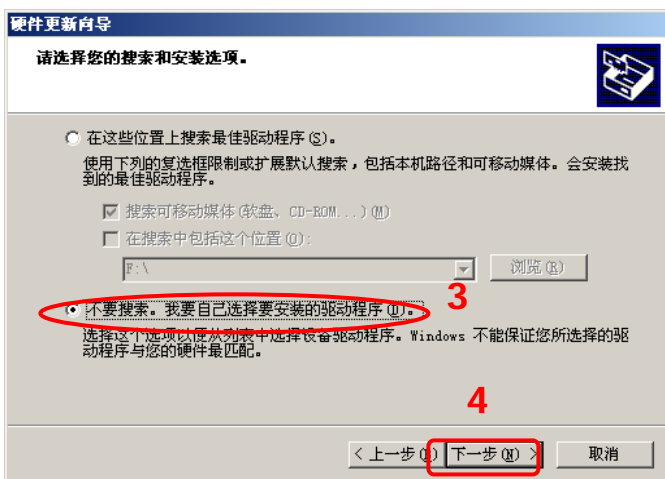 硬件更新向导
请选择您的搜索和安装选项。
在这些位置上搜索最佳驱动程序(S)。
使用下列的复选框限制或扩展默认搜索，包括本机路径和可移动媒体。会安装找
到的最佳驱动程序。
搜索可移动媒体(软盘、CD-ROM...)(M)
在搜索中包括这个位置(O):
F:\
浏览(R)
3
不要搜索。我要自己选择要安装的驱动程序(D)。
选择这个选项以便从列表中选择设备驱动程序。Windows 不能保证您所选择的驱
动程序与您的硬件最匹配。
4
< 上一步(B) 下一步(N) > 取消